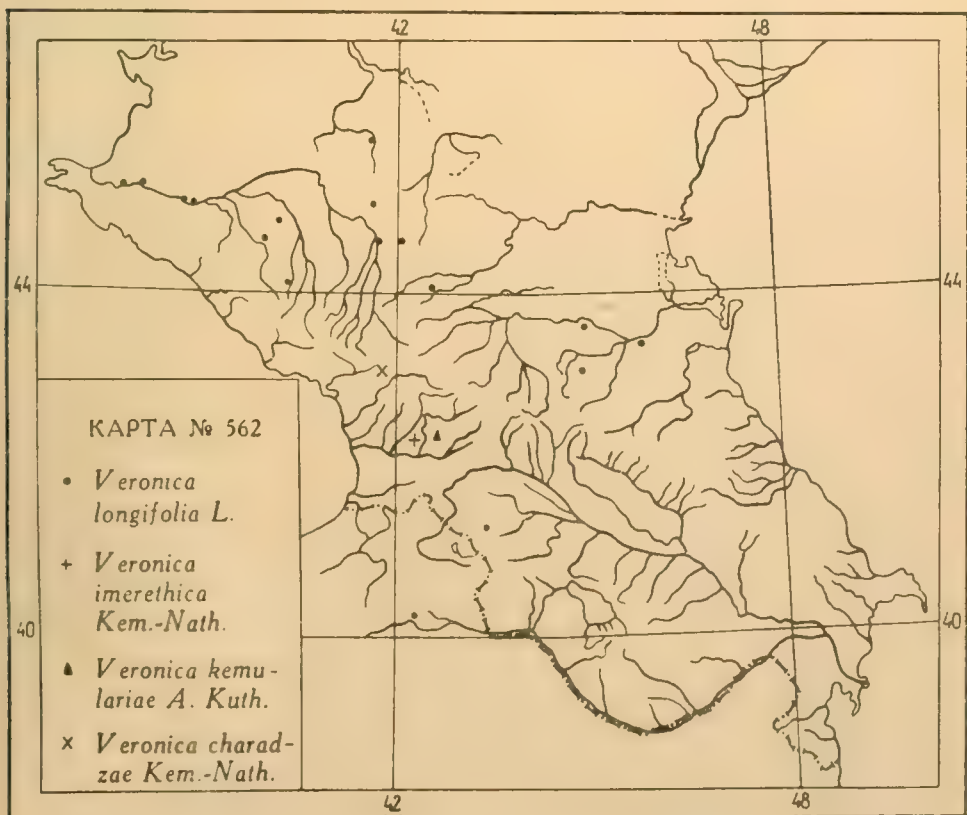 42 48
44 44
КАРТА № 562
Veronica
longifolia L.
Veronica
imerethica
Kem.-Nath.
40 40
Veronica kemu-
lariae A. Kuth.
Veronica charad-
zae Kem.-Nath.
42 48